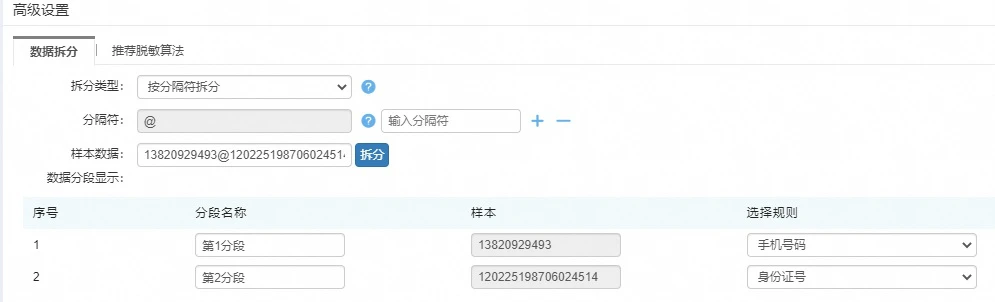 高级设置
数据拆分 推荐脱敏算法
拆分类型： 按分隔符拆分 ?
分隔符： @ ? 输入分隔符 + －
样本数据： 13820929493@120225198706024514 拆分
数据分段显示：
序号 分段名称 样本 选择规则
1 第1分段 13820929493 手机号码
2 第2分段 120225198706024514 身份证号